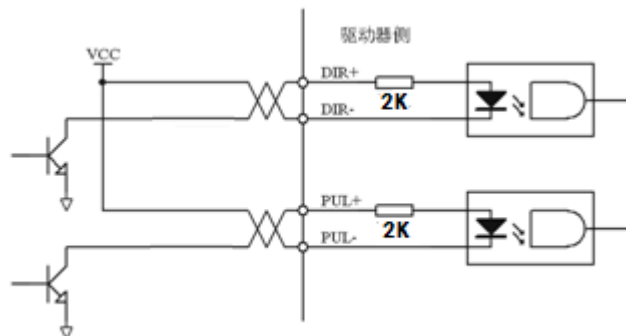 驱动器侧
VCC
DIR+
2K
DIR-
PUL+
2K
PUL-